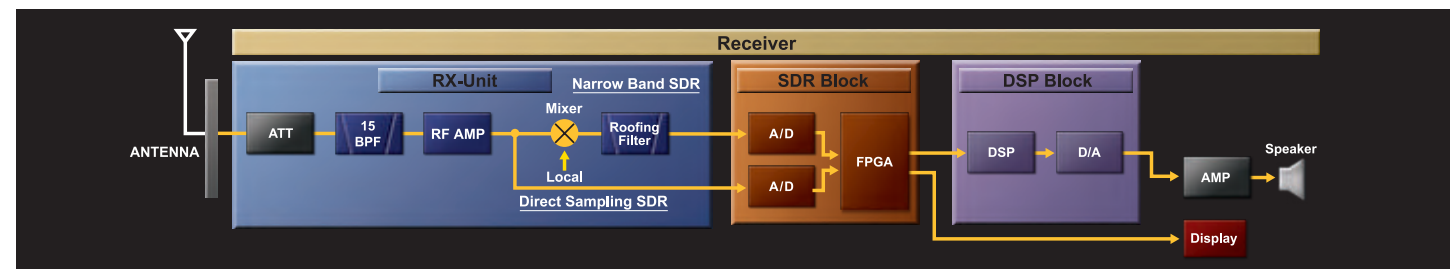 Receiver
RX-Unit
SDR Block
DSP Block
Narrow Band SDR
Mixer
ANTENNA
ATT
15
BPF
RF AMP
Roofing
Filter
Local
Direct Sampling SDR
A/D
A/D
FPGA
DSP
D/A
AMP
Speaker
Display